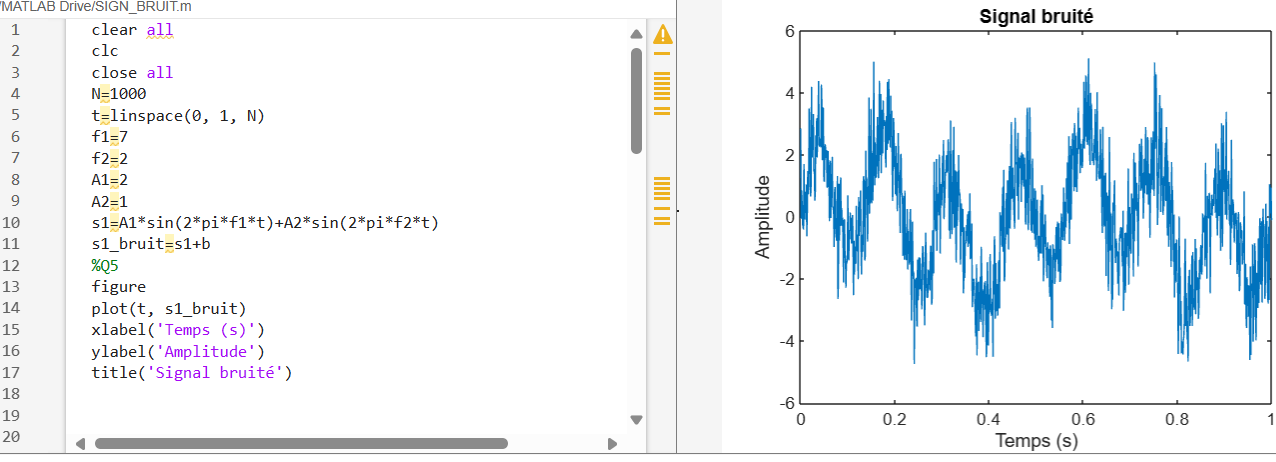 /MATLAB Drive/SIGN_BRUIT.m
1 clear all
2 clc
3 close all
4 N=1000
5 t=linspace(0, 1, N)
6 f1=7
7 f2=2
8 A1=2
9 A2=1
10 s1=A1*sin(2*pi*f1*t)+A2*sin(2*pi*f2*t)
11 s1_bruit=s1+b
12 %Q5
13 figure
14 plot(t, s1_bruit)
15 xlabel('Temps (s)')
16 ylabel('Amplitude')
17 title('Signal bruité')
18
19
20
Signal bruité
6
4
2
0
-2
-4
-6
Amplitude
0 0.2 0.4 0.6 0.8 1
Temps (s)